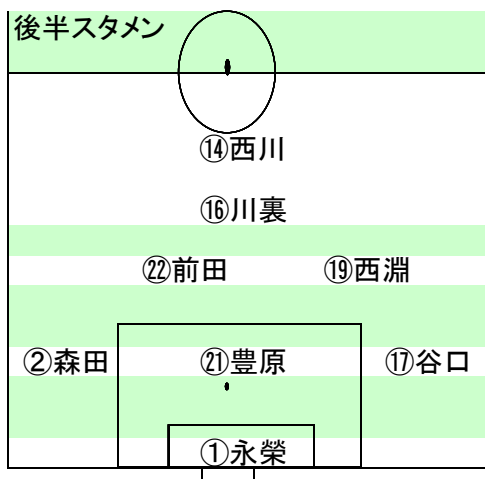 後半スタメン
⑭西川
⑯川裏
㉒前田 ⑲西淵
②森田 ㉑豊原 ⑰谷口
①永榮